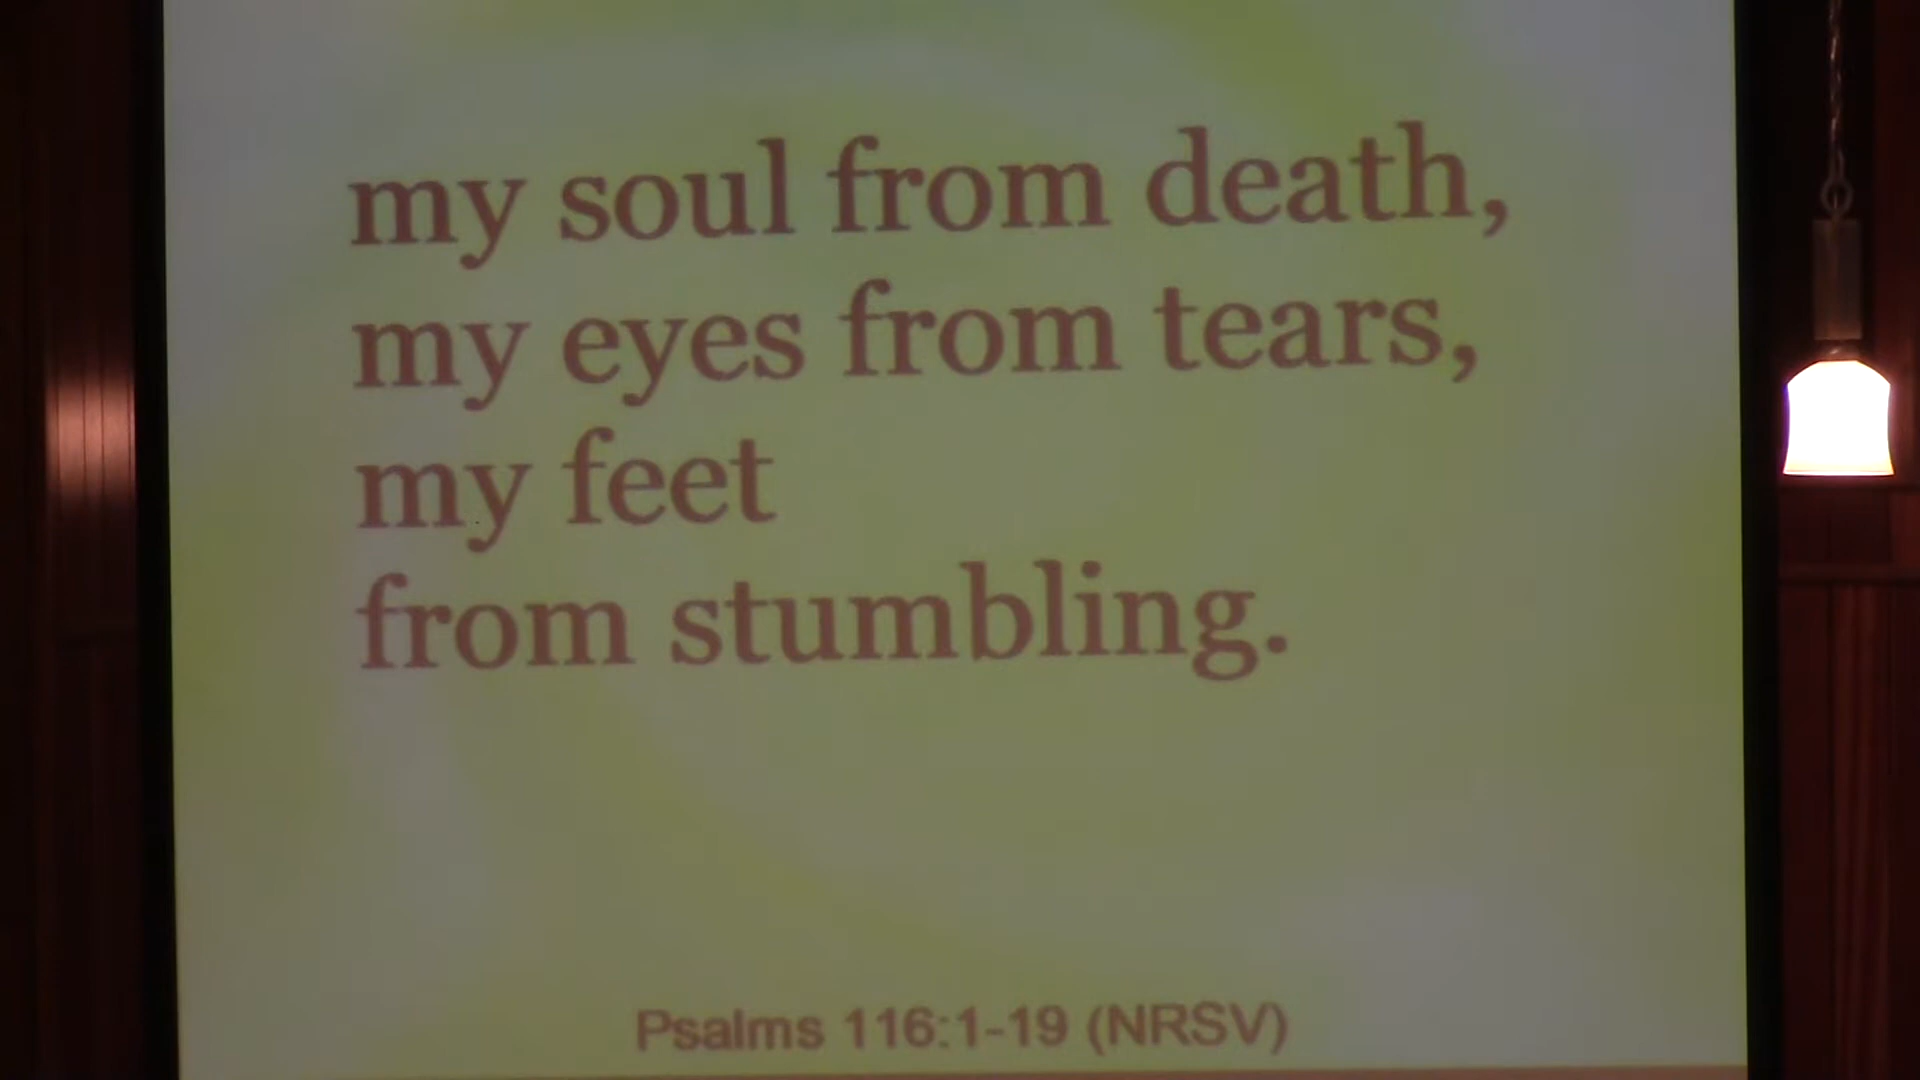 my soul from death,
my eyes from tears,
my feet
from stumbling.
Psalms 116:1-19 (NRSV)